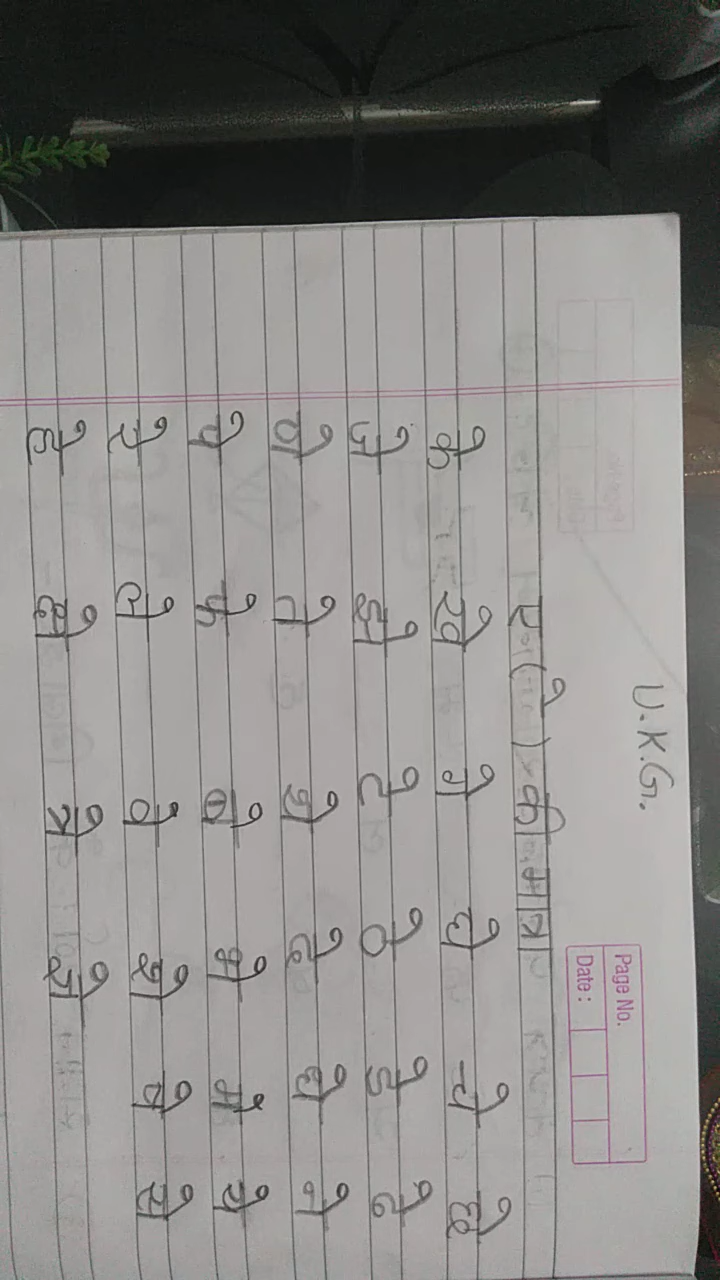 U.K.G.
Page No.
Date :
ए ( े ) की मात्रा
के खे गे घे चे छे
जे झे टे ठे डे ढे
णे ते थे दे धे ने
पे फे बे भे मे ये
रे ले वे शे षे से
हे क्षे त्रे ज्ञे